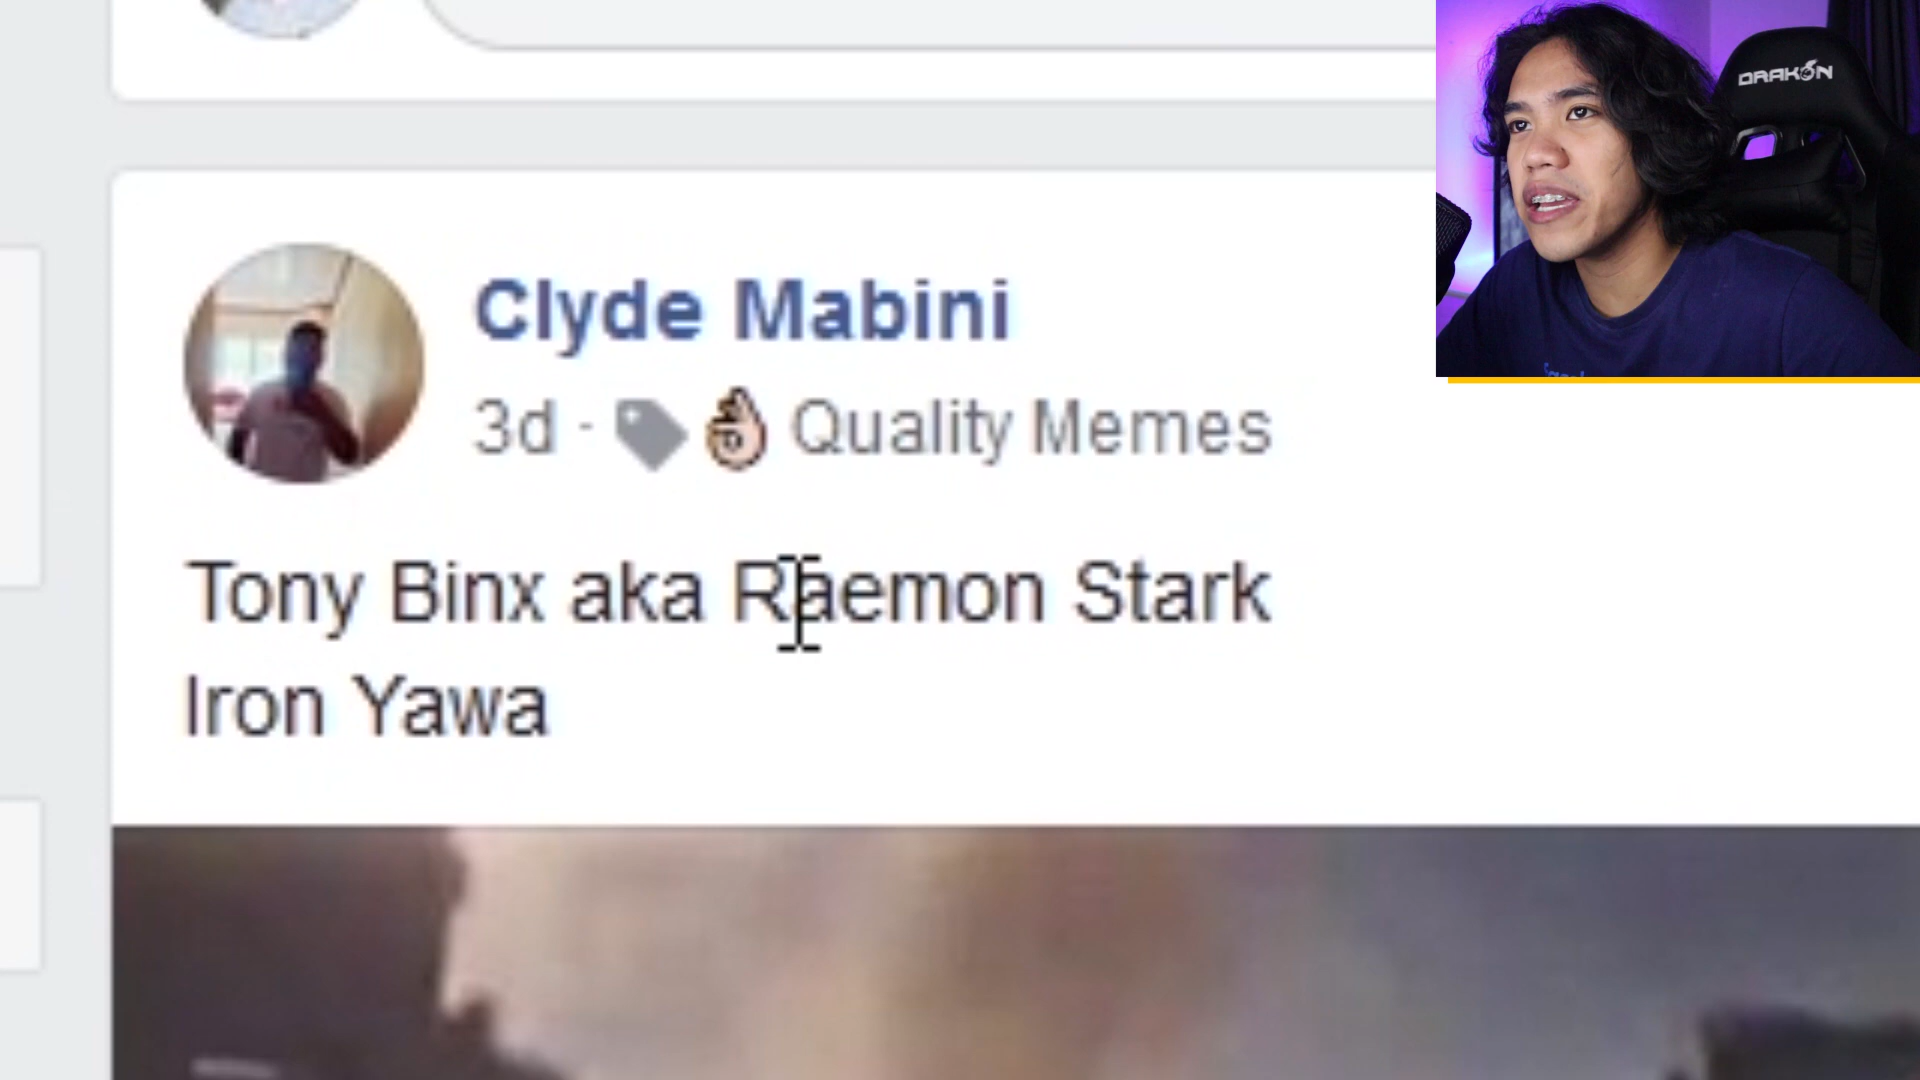 DRAKON
Clyde Mabini
3d · 👌🏻 Quality Memes
Tony Binx aka Raemon Stark
Iron Yawa